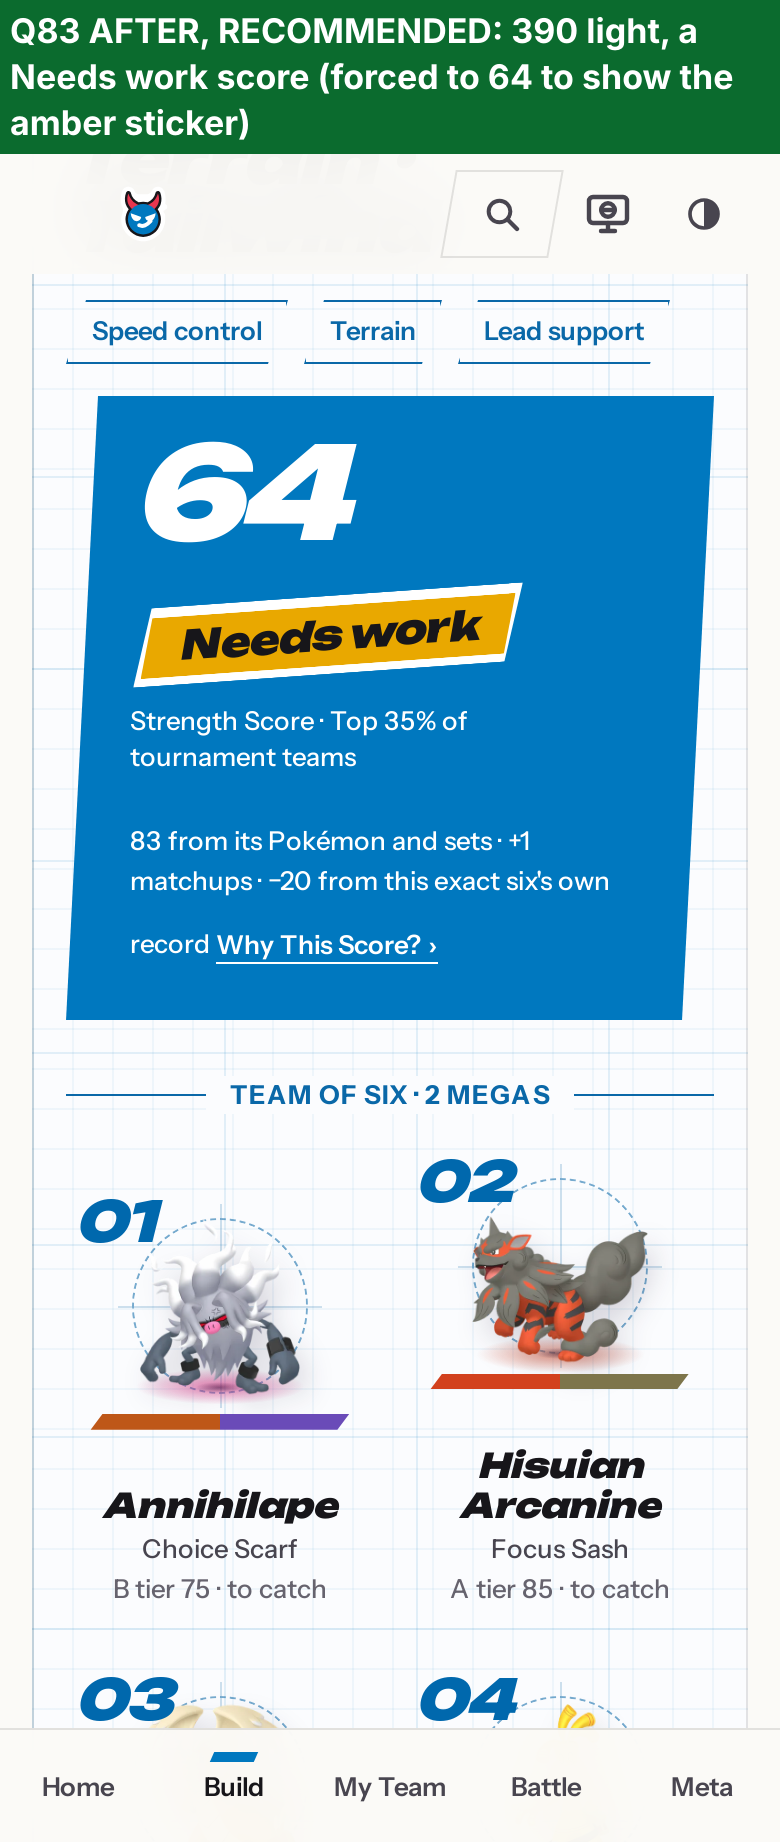 Q83 AFTER, RECOMMENDED: 390 light, a
Needs work score (forced to 64 to show the
amber sticker)
Speed control
Terrain
Lead support
64
Needs work
Strength Score · Top 35% of
tournament teams
83 from its Pokémon and sets · +1
matchups · −20 from this exact six's own
record Why This Score? ›
TEAM OF SIX · 2 MEGAS
01
02
Annihilape
Choice Scarf
B tier 75 · to catch
Hisuian
Arcanine
Focus Sash
A tier 85 · to catch
03
04
Home
Build
My Team
Battle
Meta